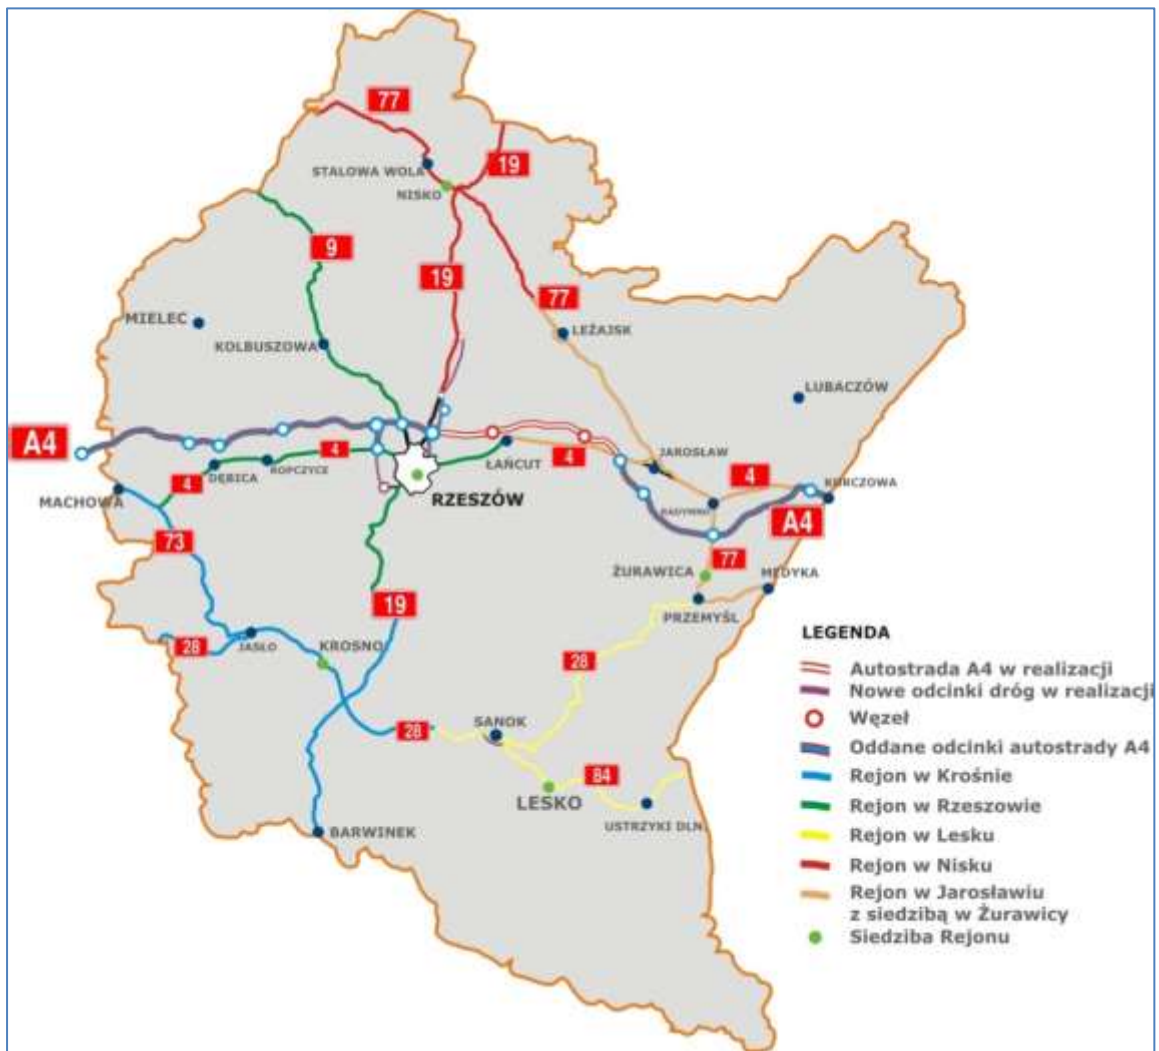 77
STALOWA WOLA
19
NISKO
9
19
77
MIELEC
KOLBUSZOWA
LEŻAJSK
LUBACZÓW
A4
4
ŁAŃCUT
4
JAROSŁAW
DĘBICA
ROPCZYCE
4
4
KORCZOWA
MACHOWA
RZESZÓW
RADYMNO
A4
73
77
ŻURAWICA
MEDYKA
19
PRZEMYŚL
28
JASŁO
KROSNO
28
28
SANOK
84
LESKO
USTRZYKI DLN.
BARWINEK
LEGENDA
Autostrada A4 w realizacji
Nowe odcinki dróg w realizacji
Węzeł
Oddane odcinki autostrady A4
Rejon w Krośnie
Rejon w Rzeszowie
Rejon w Lesku
Rejon w Nisku
Rejon w Jarosławiu
z siedzibą w Żurawicy
Siedziba Rejonu